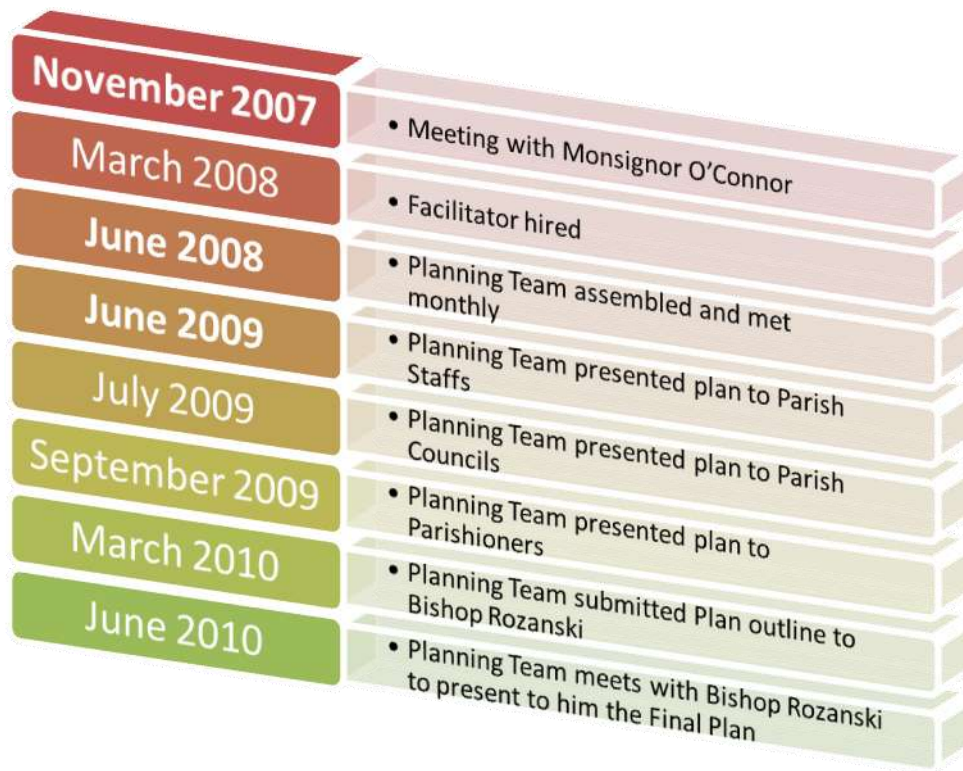 November 2007
• Meeting with Monsignor O'Connor
March 2008
• Facilitator hired
June 2008
• Planning Team assembled and met
monthly
June 2009
• Planning Team presented plan to Parish
Staffs
July 2009
• Planning Team presented plan to Parish
Councils
September 2009
• Planning Team presented plan to
Parishioners
March 2010
• Planning Team submitted Plan outline to
Bishop Rozanski
June 2010
• Planning Team meets with Bishop Rozanski
to present to him the Final Plan